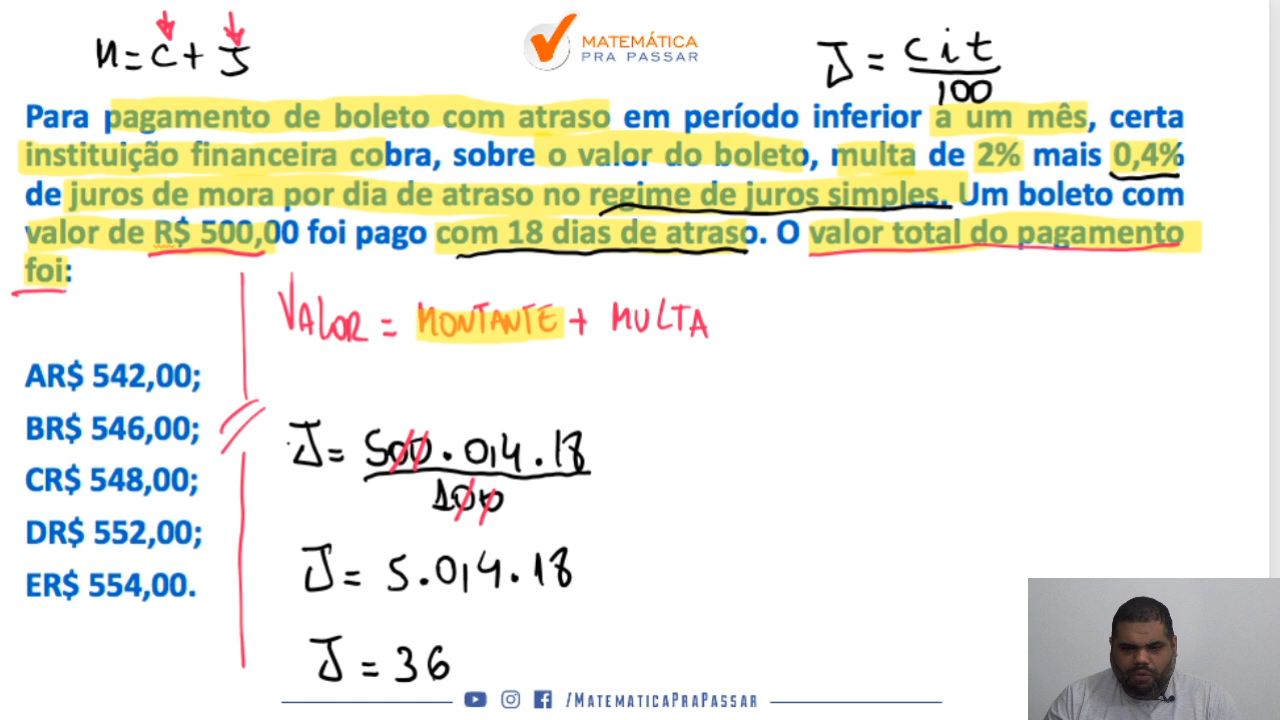 M = C + J
MATEMÁTICA
PRA PASSAR
J = c i t
100
Para pagamento de boleto com atraso em período inferior a um mês, certa
instituição financeira cobra, sobre o valor do boleto, multa de 2% mais 0,4%
de juros de mora por dia de atraso no regime de juros simples. Um boleto com
valor de R$ 500,00 foi pago com 18 dias de atraso. O valor total do pagamento
foi:
VALOR = MONTANTE + MULTA
AR$ 542,00;
BR$ 546,00;
CR$ 548,00;
DR$ 552,00;
ER$ 554,00.
J = 500 . 0,4 . 18
100
J = 5 . 0,4 . 18
J = 36
/MATEMATICAPRAPASSAR